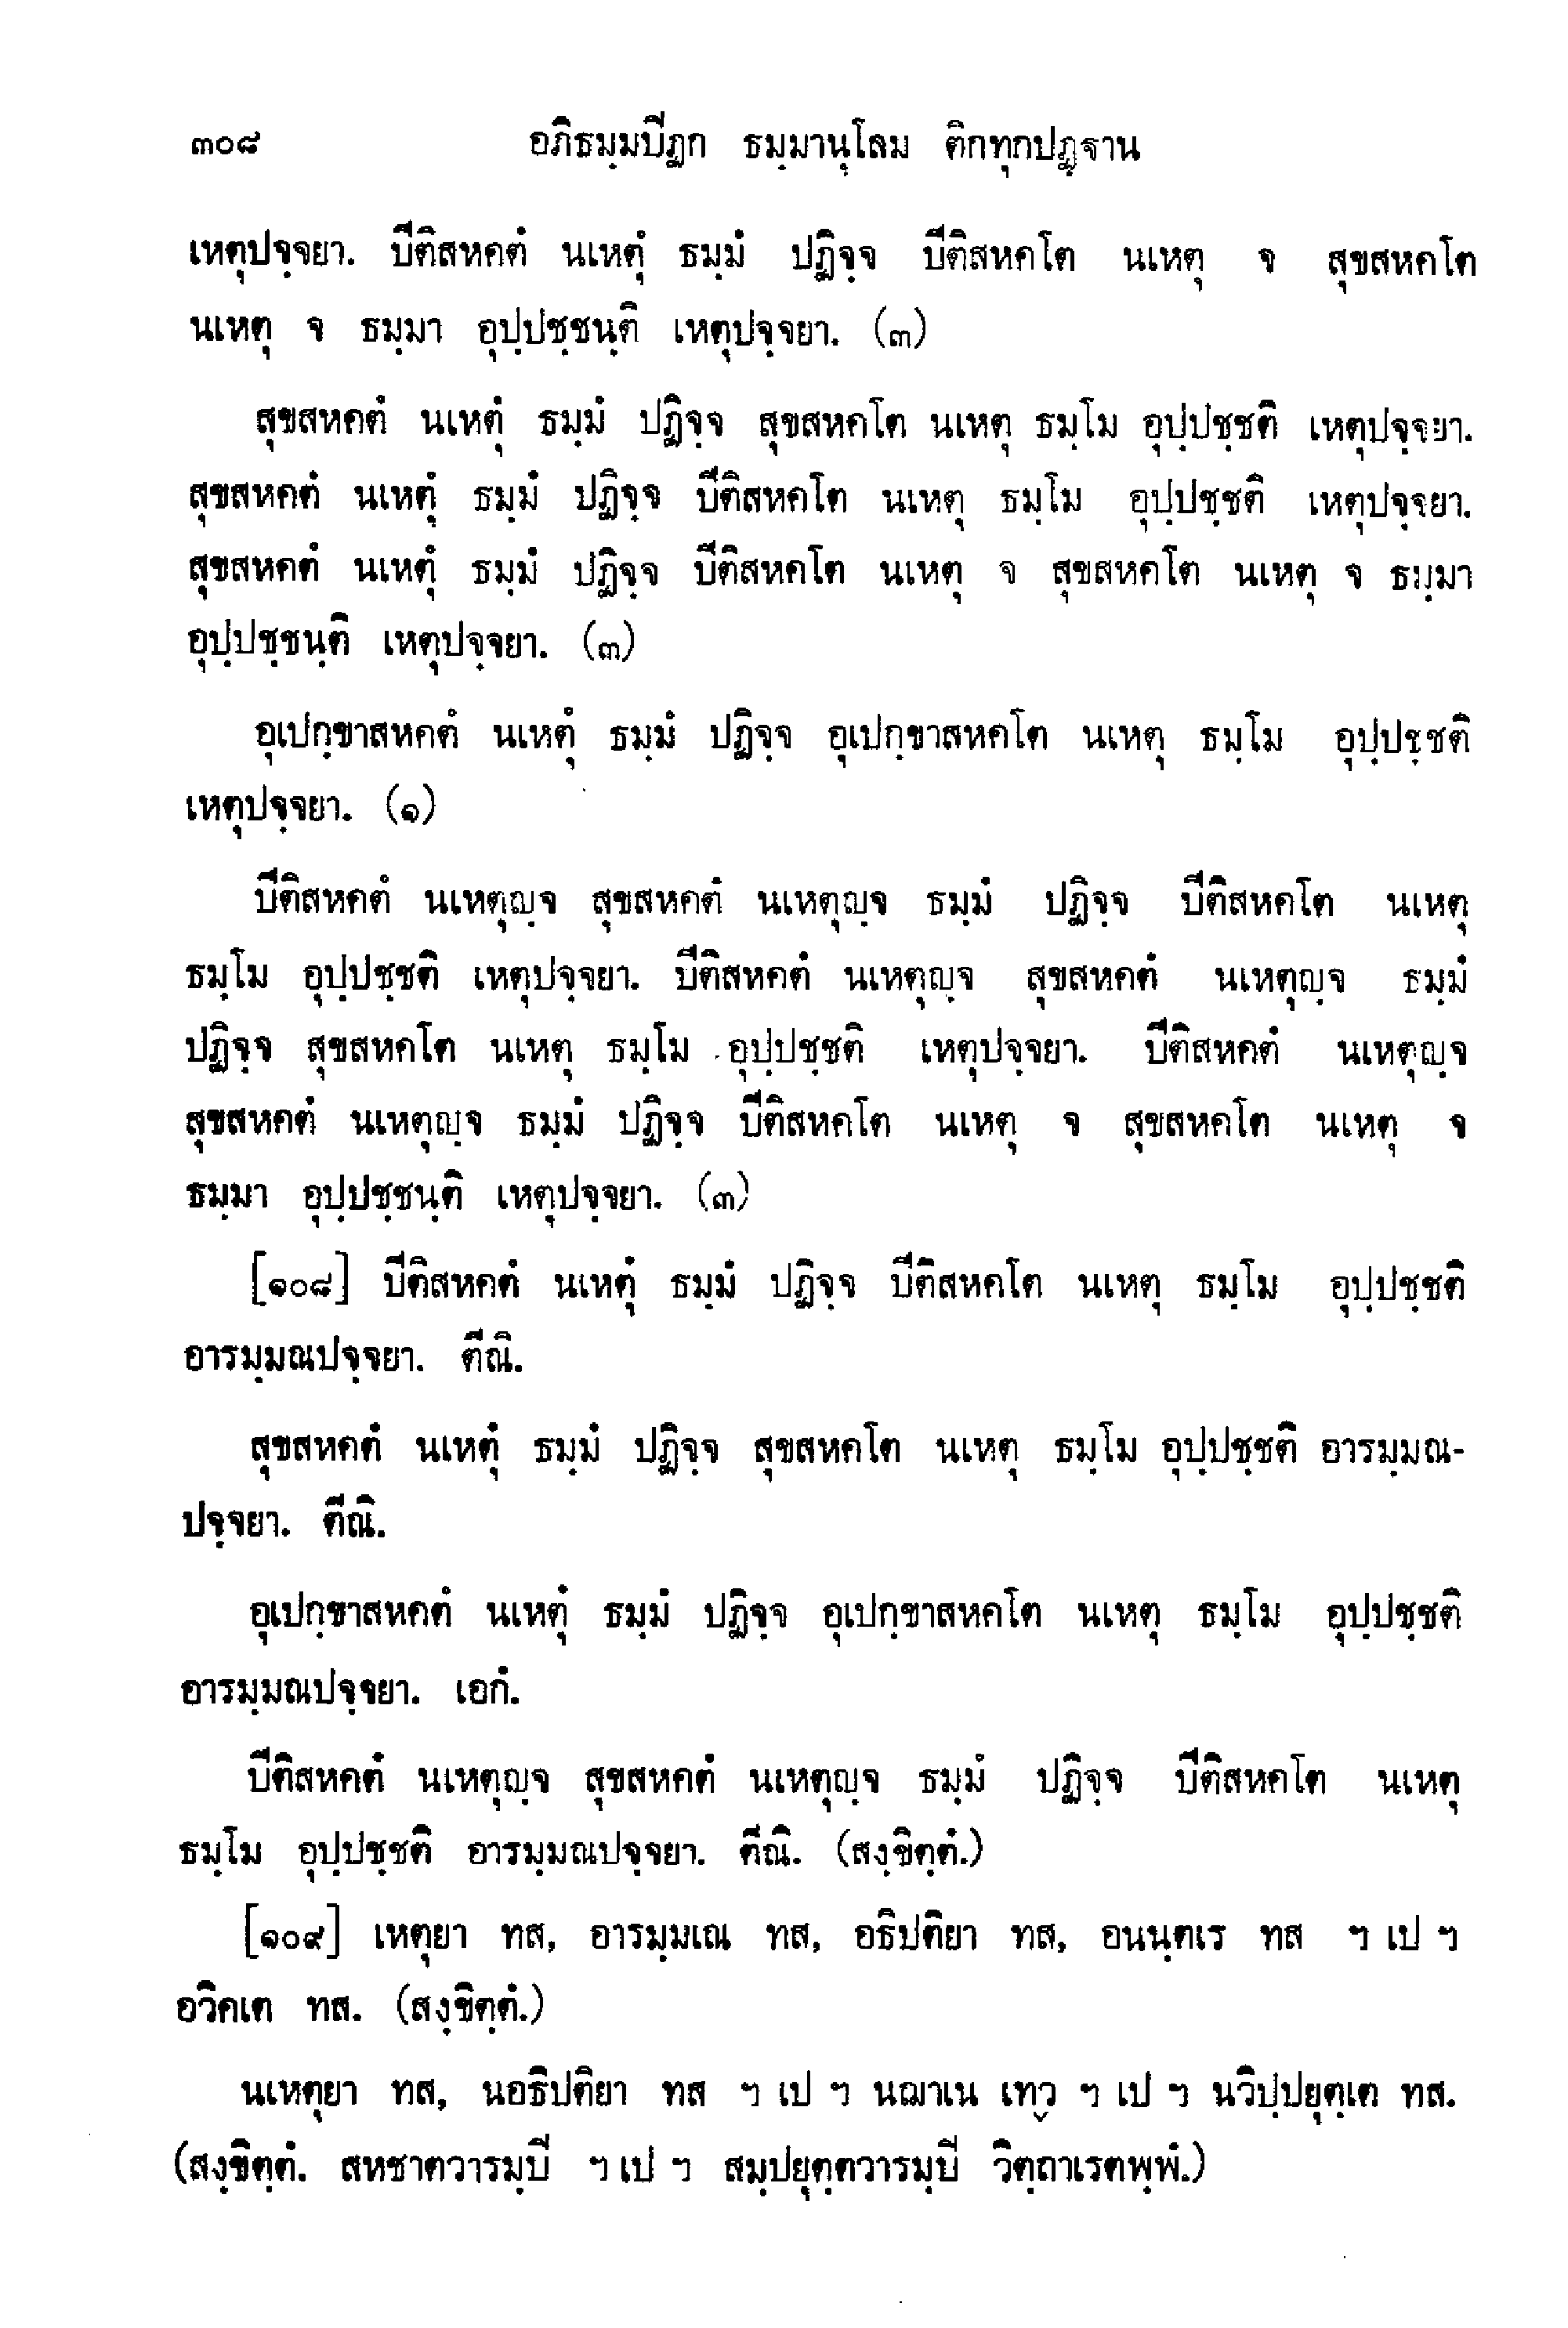 ๓๐๘ อภิธมฺมปีฏก ธมฺมานุโลม ติกทุกปฏฺฐาน
เหตุปจฺจยา. ปีติสหคตํ นเหตุํ ธมฺมํ ปฏิจฺจ ปีติสหคโต นเหตุ จ สุขสหคโต
นเหตุ จ ธมฺมา อุปฺปชฺชนฺติ เหตุปจฺจยา. (๓)
สุขสหคตํ นเหตุํ ธมฺมํ ปฏิจฺจ สุขสหคโต นเหตุ ธมฺโม อุปฺปชฺชติ เหตุปจฺจยา.
สุขสหคตํ นเหตุํ ธมฺมํ ปฏิจฺจ ปีติสหคโต นเหตุ ธมฺโม อุปฺปชฺชติ เหตุปจฺจยา.
สุขสหคตํ นเหตุํ ธมฺมํ ปฏิจฺจ ปีติสหคโต นเหตุ จ สุขสหคโต นเหตุ จ ธมฺมา
อุปฺปชฺชนฺติ เหตุปจฺจยา. (๓)
อุเปกฺขาสหคตํ นเหตุํ ธมฺมํ ปฏิจฺจ อุเปกฺขาสหคโต นเหตุ ธมฺโม อุปฺปชฺชติ
เหตุปจฺจยา. (๑)
ปีติสหคตํ นเหตุญฺจ สุขสหคตํ นเหตุญฺจ ธมฺมํ ปฏิจฺจ ปีติสหคโต นเหตุ
ธมฺโม อุปฺปชฺชติ เหตุปจฺจยา. ปีติสหคตํ นเหตุญฺจ สุขสหคตํ นเหตุญฺจ ธมฺมํ
ปฏิจฺจ สุขสหคโต นเหตุ ธมฺโม อุปฺปชฺชติ เหตุปจฺจยา. ปีติสหคตํ นเหตุญฺจ
สุขสหคตํ นเหตุญฺจ ธมฺมํ ปฏิจฺจ ปีติสหคโต นเหตุ จ สุขสหคโต นเหตุ จ
ธมฺมา อุปฺปชฺชนฺติ เหตุปจฺจยา. (๓)
[๑๐๘] ปีติสหคตํ นเหตุํ ธมฺมํ ปฏิจฺจ ปีติสหคโต นเหตุ ธมฺโม อุปฺปชฺชติ
อารมฺมณปจฺจยา. ตีณิ.
สุขสหคตํ นเหตุํ ธมฺมํ ปฏิจฺจ สุขสหคโต นเหตุ ธมฺโม อุปฺปชฺชติ อารมฺมณ-
ปจฺจยา. ตีณิ.
อุเปกฺขาสหคตํ นเหตุํ ธมฺมํ ปฏิจฺจ อุเปกฺขาสหคโต นเหตุ ธมฺโม อุปฺปชฺชติ
อารมฺมณปจฺจยา. เอกํ.
ปีติสหคตํ นเหตุญฺจ สุขสหคตํ นเหตุญฺจ ธมฺมํ ปฏิจฺจ ปีติสหคโต นเหตุ
ธมฺโม อุปฺปชฺชติ อารมฺมณปจฺจยา. ตีณิ. (สงฺขิตฺตํ.)
[๑๐๙] เหตุยา ทส, อารมฺมเณ ทส, อธิปติยา ทส, อนนฺตเร ทส ฯ เป ฯ
อวิคเต ทส. (สงฺขิตฺตํ.)
นเหตุยา ทส, นอธิปติยา ทส ฯ เป ฯ นฌาเน เทฺว ฯ เป ฯ นวิปฺปยุตฺเต ทส.
(สงฺขิตฺตํ. สหชาตวารมฺปี ฯ เป ฯ สมฺปยุตฺตวารมฺปี วิตฺถาเรตพฺพํ.)